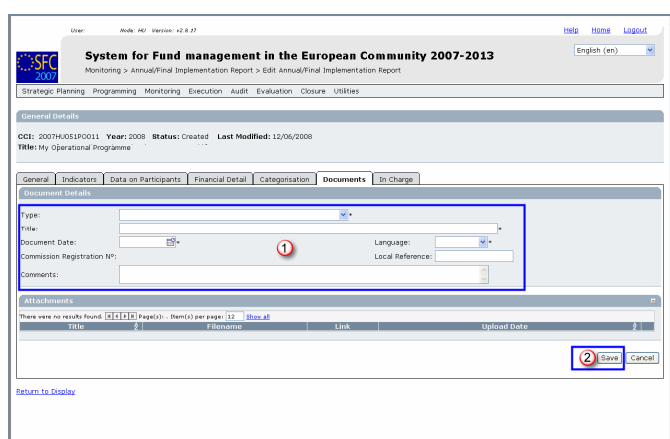 User: Node: HU Version: v2.8.17 Help Home Logout
SFC 2007
System for Fund management in the European Community 2007-2013
English (en)
Monitoring > Annual/Final Implementation Report > Edit Annual/Final Implementation Report
Strategic Planning Programming Monitoring Execution Audit Evaluation Closure Utilities
General Details
CCI: 2007HU051PO011 Year: 2008 Status: Created Last Modified: 12/06/2008
Title: My Operational Programme
General Indicators Data on Participants Financial Detail Categorisation Documents In Charge
Document Details
Type: *
Title: *
Document Date: * 1 Language: *
Commission Registration Nº: Local Reference:
Comments:
Attachments
There were no results found. Page(s): - Item(s) per page: 12 Show all
Title Filename Link Upload Date
2 Save Cancel
Return to Display